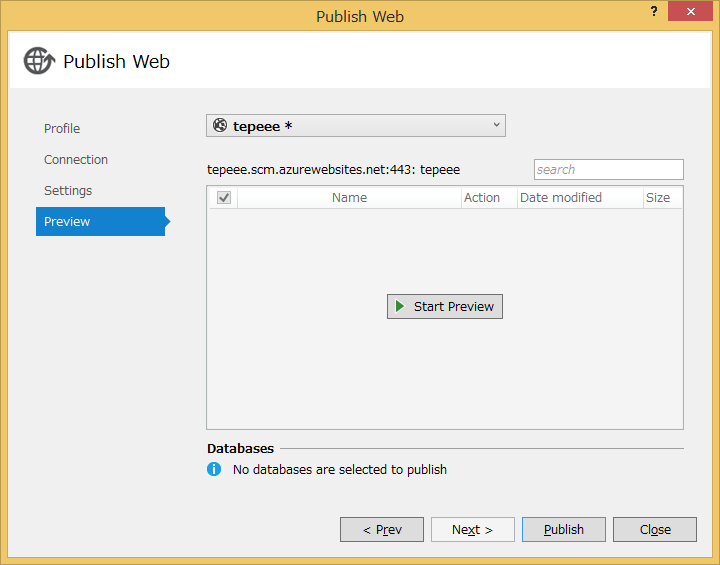 Publish Web
?
Publish Web
Profile
Connection
Settings
Preview
tepeee *
tepeee.scm.azurewebsites.net:443: tepeee
search
Name Action Date modified Size
Start Preview
Databases
No databases are selected to publish
< Prev Next > Publish Close